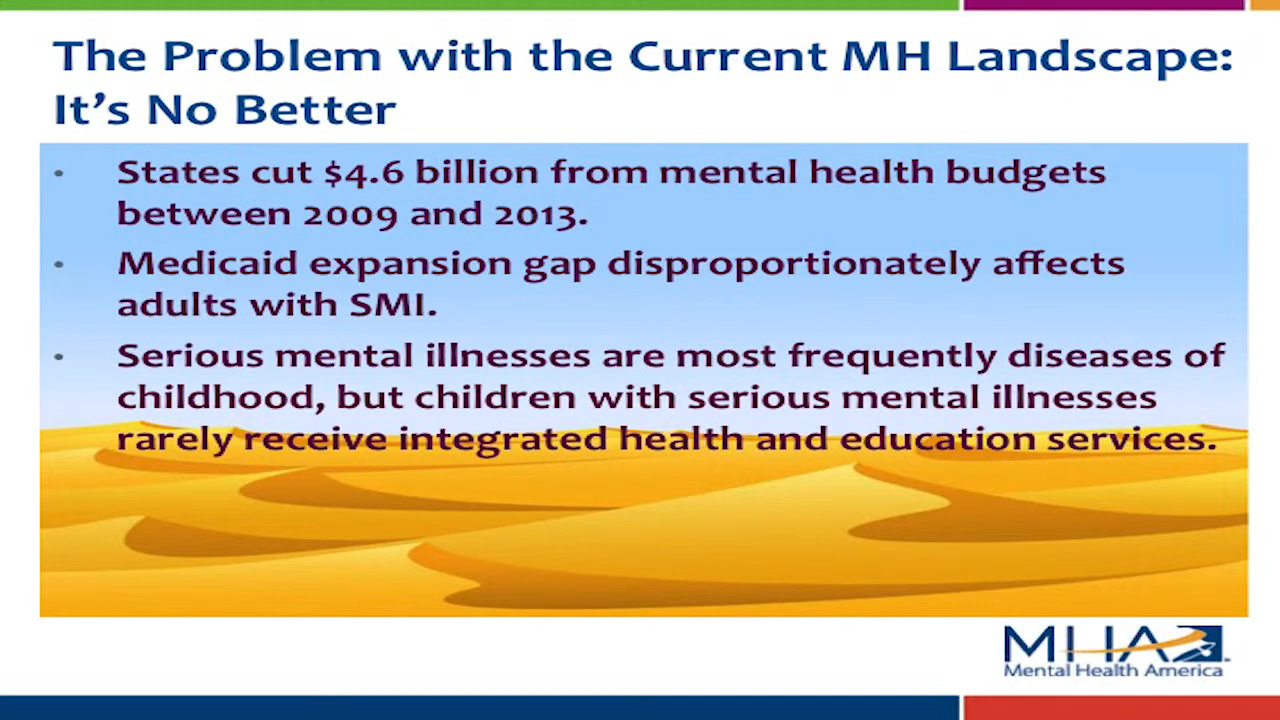 The Problem with the Current MH Landscape:
It’s No Better
• States cut $4.6 billion from mental health budgets
between 2009 and 2013.
• Medicaid expansion gap disproportionately affects
adults with SMI.
• Serious mental illnesses are most frequently diseases of
childhood, but children with serious mental illnesses
rarely receive integrated health and education services.
MHA
Mental Health America